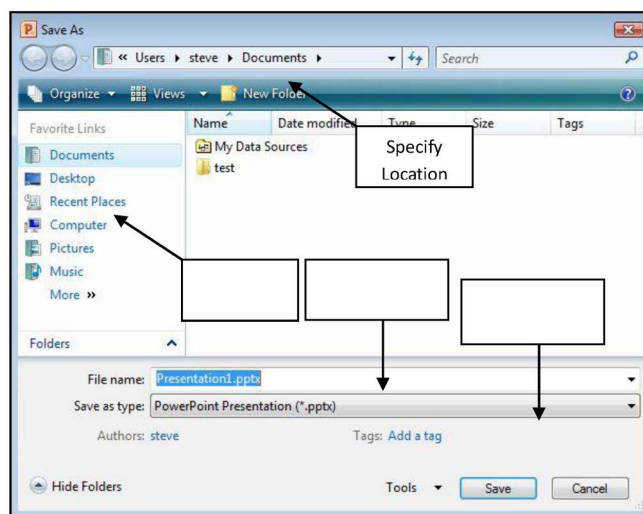 Save As
« Users ▸ steve ▸ Documents ▸
Search
Organize ▾ Views ▾ New Folder
Favorite Links
Documents
Desktop
Recent Places
Computer
Pictures
Music
More »
Folders
Name Date modified Type Size Tags
My Data Sources
test
Specify
Location
File name: Presentation1.pptx
Save as type: PowerPoint Presentation (*.pptx)
Authors: steve Tags: Add a tag
Hide Folders Tools ▾ Save Cancel